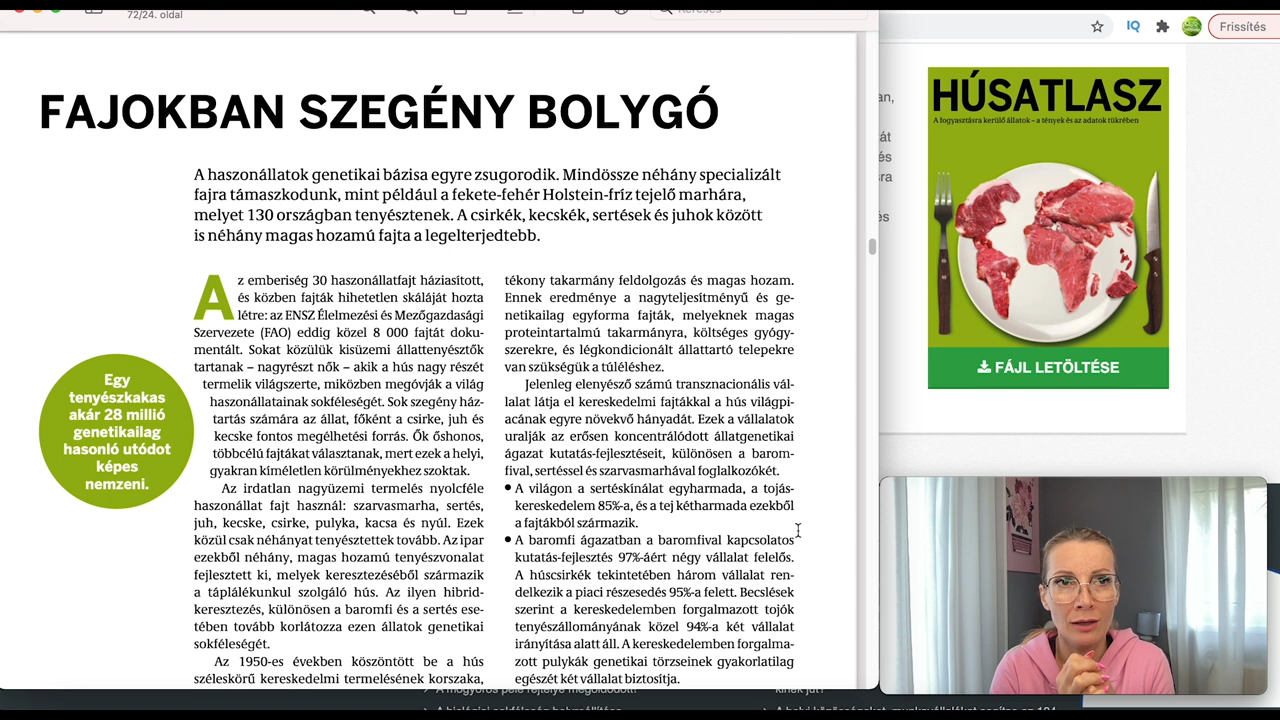 72/24. oldal
Keresés
IQ
Frissítés
FAJOKBAN SZEGÉNY BOLYGÓ
A haszonállatok genetikai bázisa egyre zsugorodik. Mindössze néhány specializált
fajra támaszkodunk, mint például a fekete-fehér Holstein-fríz tejelő marhára,
melyet 130 országban tenyésztenek. A csirkék, kecskék, sertések és juhok között
is néhány magas hozamú fajta a legelterjedtebb.
Az emberiség 30 haszonállatfajt háziasított,
és közben fajták hihetetlen skáláját hozta
létre: az ENSZ Élelmezési és Mezőgazdasági
Szervezete (FAO) eddig közel 8 000 fajtát doku-
mentált. Sokat közülük kisüzemi állattenyésztők
tartanak – nagyrészt nők – akik a hús nagy részét
termelik világszerte, miközben megóvják a világ
haszonállatainak sokféleségét. Sok szegény ház-
tartás számára az állat, főként a csirke, juh és
kecske fontos megélhetési forrás. Ők őshonos,
többcélú fajtákat választanak, mert ezek a helyi,
gyakran kíméletlen körülményekhez szoktak.
Az irdatlan nagyüzemi termelés nyolcféle
haszonállat fajt használ: szarvasmarha, sertés,
juh, kecske, csirke, pulyka, kacsa és nyúl. Ezek
közül csak néhányat tenyésztettek tovább. Az ipar
ezekből néhány, magas hozamú tenyészvonalat
fejlesztett ki, melyek keresztezéséből származik
a táplálékunkul szolgáló hús. Az ilyen hibrid-
keresztezés, különösen a baromfi és a sertés ese-
tében tovább korlátozza ezen állatok genetikai
sokféleségét.
Az 1950-es években köszöntött be a hús
széleskörű kereskedelmi termelésének korszaka,
Egy
tenyészkakas
akár 28 millió
genetikailag
hasonló utódot
képes
nemzeni.
tékony takarmány feldolgozás és magas hozam.
Ennek eredménye a nagyteljesítményű és ge-
netikailag egyforma fajták, melyeknek magas
proteintartalmú takarmányra, költséges gyógy-
szerekre, és légkondicionált állattartó telepekre
van szükségük a túléléshez.
Jelenleg elenyésző számú transznacionális vál-
lalat látja el kereskedelmi fajtákkal a hús világpi-
acának egyre növekvő hányadát. Ezek a vállalatok
uralják az erősen koncentrálódott állatgenetikai
ágazat kutatás-fejlesztéseit, különösen a barom-
fival, sertéssel és szarvasmarhával foglalkozókét.
• A világon a sertéskínálat egyharmada, a tojás-
kereskedelem 85%-a, és a tej kétharmada ezekből
a fajtákból származik.
• A baromfi ágazatban a baromfival kapcsolatos
kutatás-fejlesztés 97%-áért négy vállalat felelős.
A húscsirkék tekintetében három vállalat ren-
delkezik a piaci részesedés 95%-a felett. Becslések
szerint a kereskedelemben forgalmazott tojók
tenyészállományának közel 94%-a két vállalat
irányítása alatt áll. A kereskedelemben forgalma-
zott pulykák genetikai törzseinek gyakorlatilag
egészét két vállalat biztosítja.
an,
át
és
ra
és
HÚSATLASZ
A fogyasztásra kerülő állatok – a tények és az adatok tükrében
FÁJL LETÖLTÉSE